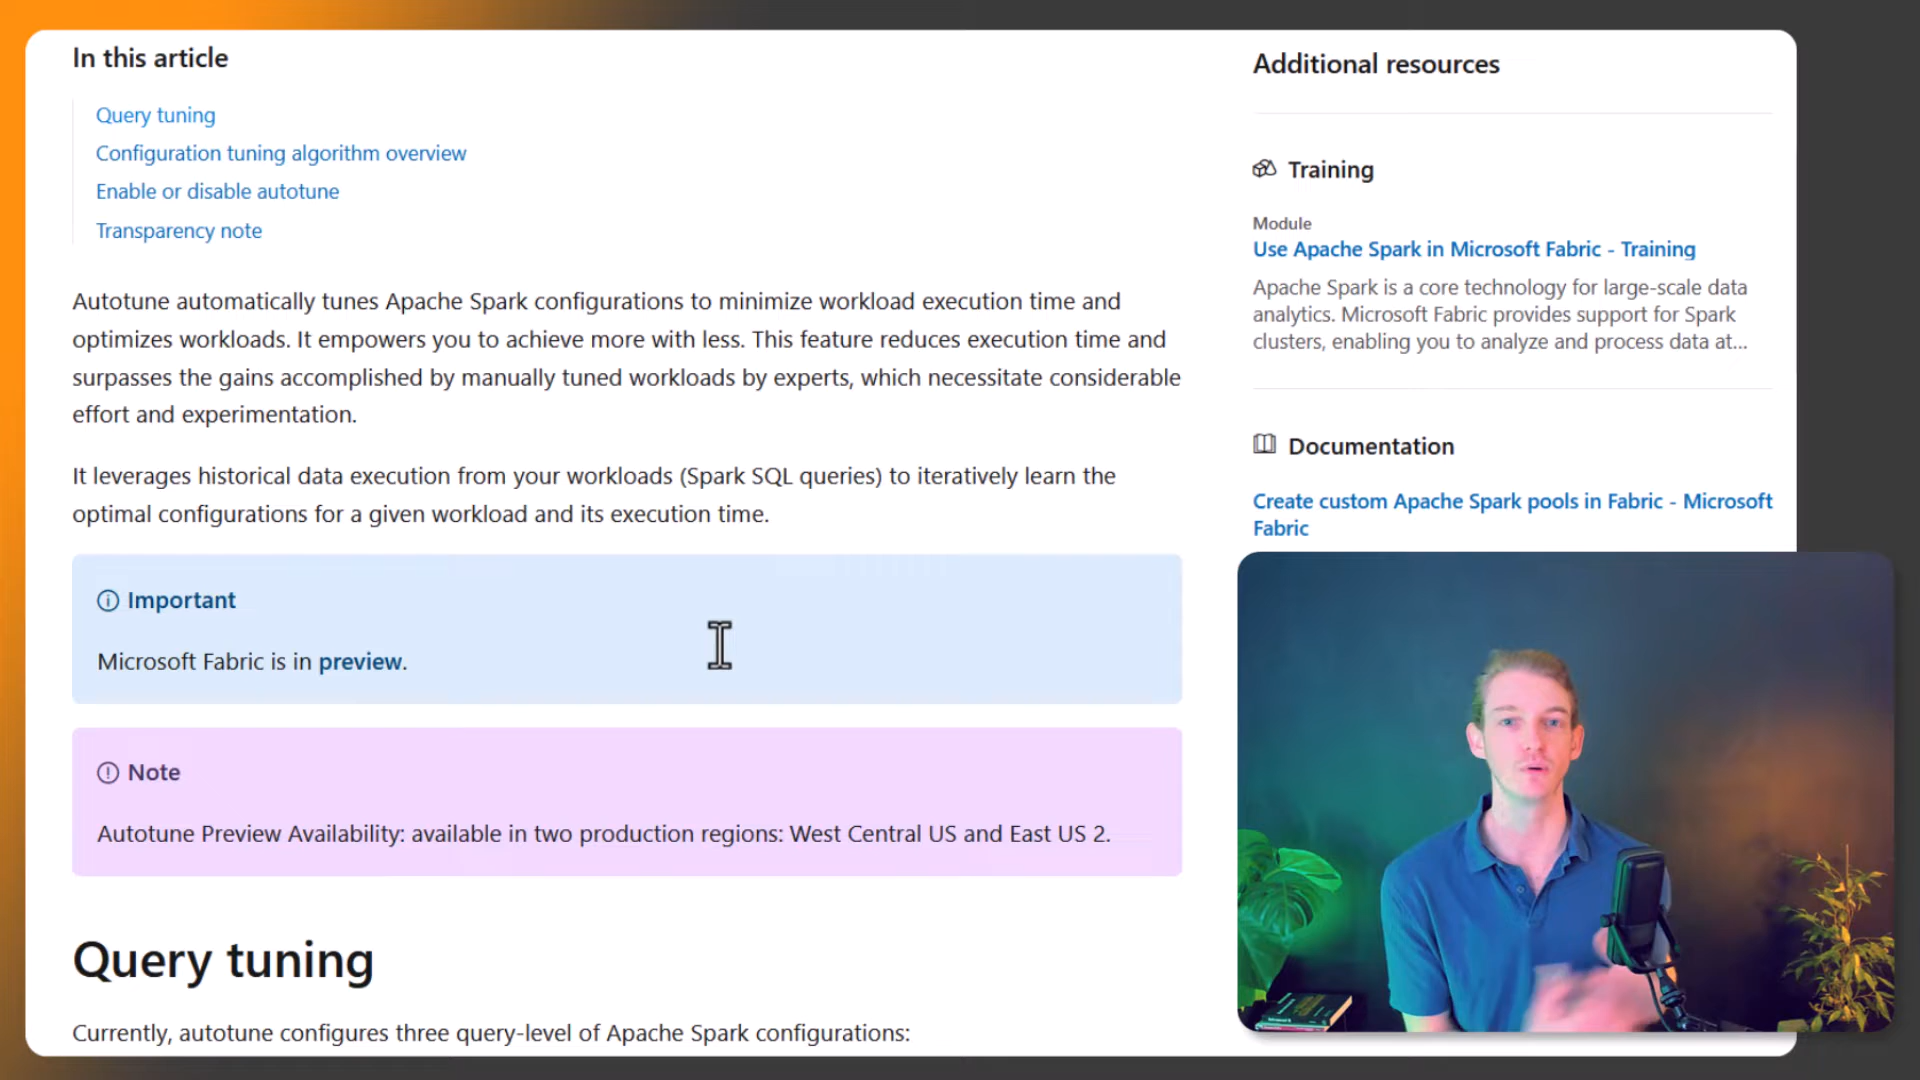 In this article
Query tuning
Configuration tuning algorithm overview
Enable or disable autotune
Transparency note
Autotune automatically tunes Apache Spark configurations to minimize workload execution time and
optimizes workloads. It empowers you to achieve more with less. This feature reduces execution time and
surpasses the gains accomplished by manually tuned workloads by experts, which necessitate considerable
effort and experimentation.
It leverages historical data execution from your workloads (Spark SQL queries) to iteratively learn the
optimal configurations for a given workload and its execution time.
Important
Microsoft Fabric is in preview.
Note
Autotune Preview Availability: available in two production regions: West Central US and East US 2.
Query tuning
Currently, autotune configures three query-level of Apache Spark configurations:
Additional resources
Training
Module
Use Apache Spark in Microsoft Fabric - Training
Apache Spark is a core technology for large-scale data
analytics. Microsoft Fabric provides support for Spark
clusters, enabling you to analyze and process data at...
Documentation
Create custom Apache Spark pools in Fabric - Microsoft
Fabric